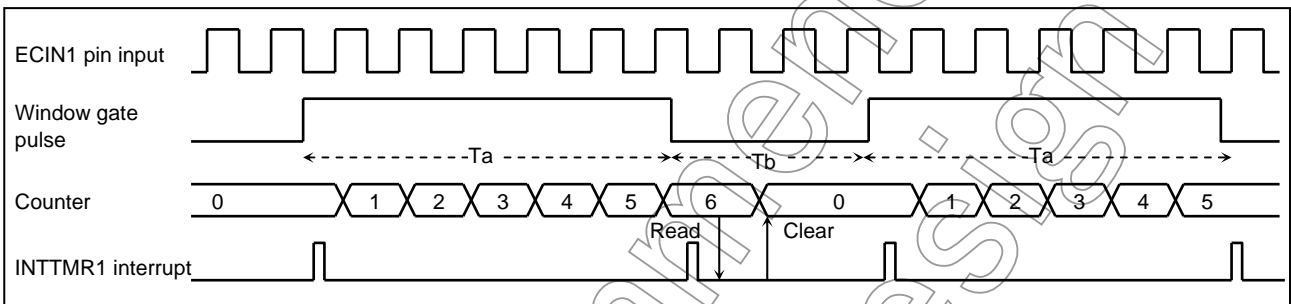 ECIN1 pin input
Window gate
pulse
Ta
Tb
Ta
Counter
0 1 2 3 4 5 6 0 1 2 3 4 5
Read
Clear
INTTMR1 interrupt